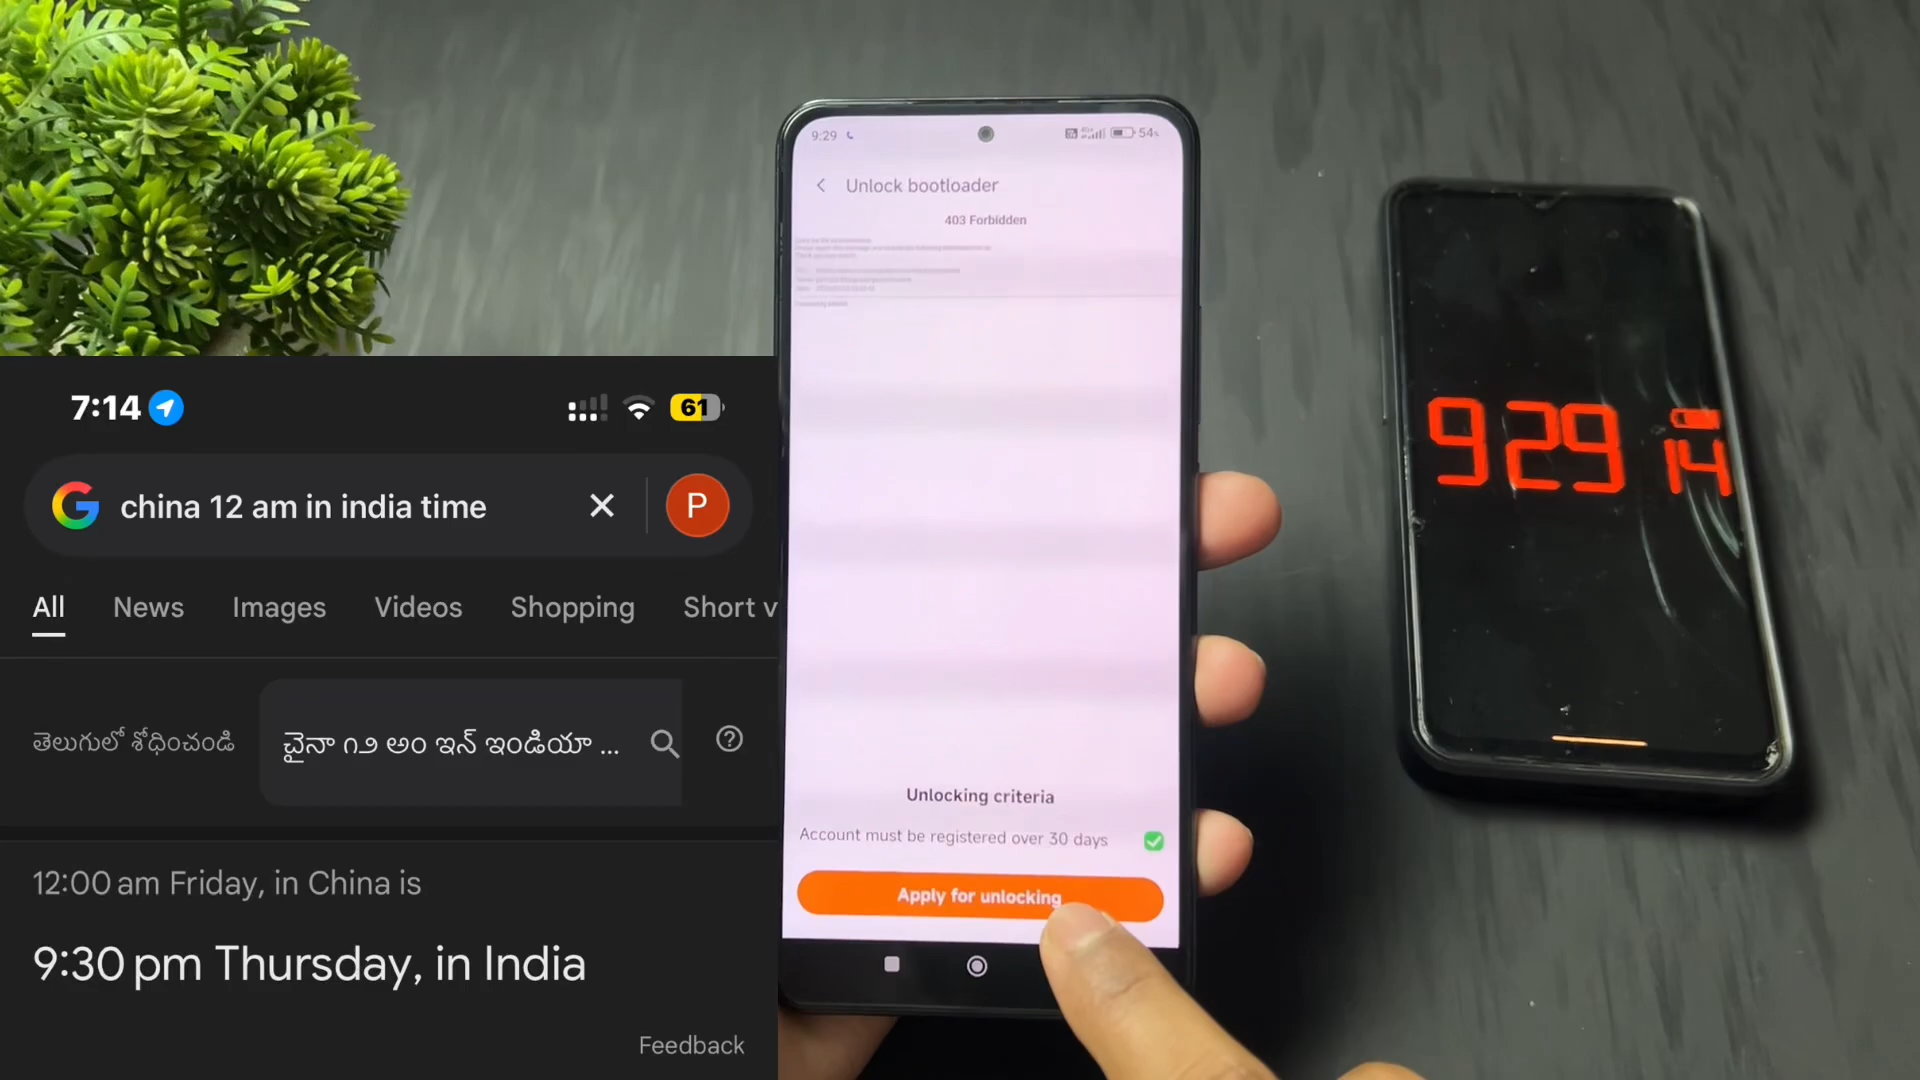 7:14
61
china 12 am in india time
P
All News Images Videos Shopping Short v
తెలుగులో శోధించండి
చైనా ౧౨ అం ఇన్ ఇండియా ...
12:00 am Friday, in China is
9:30 pm Thursday, in India
Feedback
9:29
54%
Unlock bootloader
403 Forbidden
Unlocking criteria
Account must be registered over 30 days
Apply for unlocking
929 14